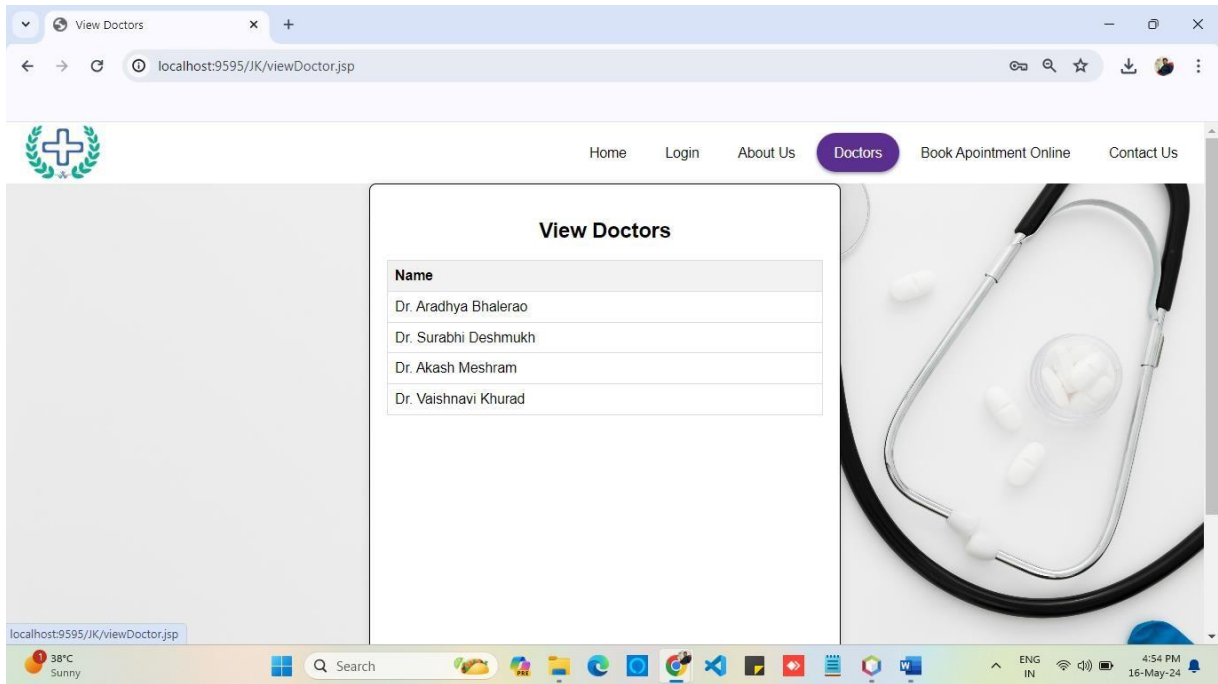 View Doctors
localhost:9595/JK/viewDoctor.jsp
Home Login About Us Doctors Book Apointment Online Contact Us
View Doctors
Name
Dr. Aradhya Bhalerao
Dr. Surabhi Deshmukh
Dr. Akash Meshram
Dr. Vaishnavi Khurad
localhost:9595/JK/viewDoctor.jsp
1 38°C
Sunny
Search
PRE
ENG
IN
4:54 PM
16-May-24